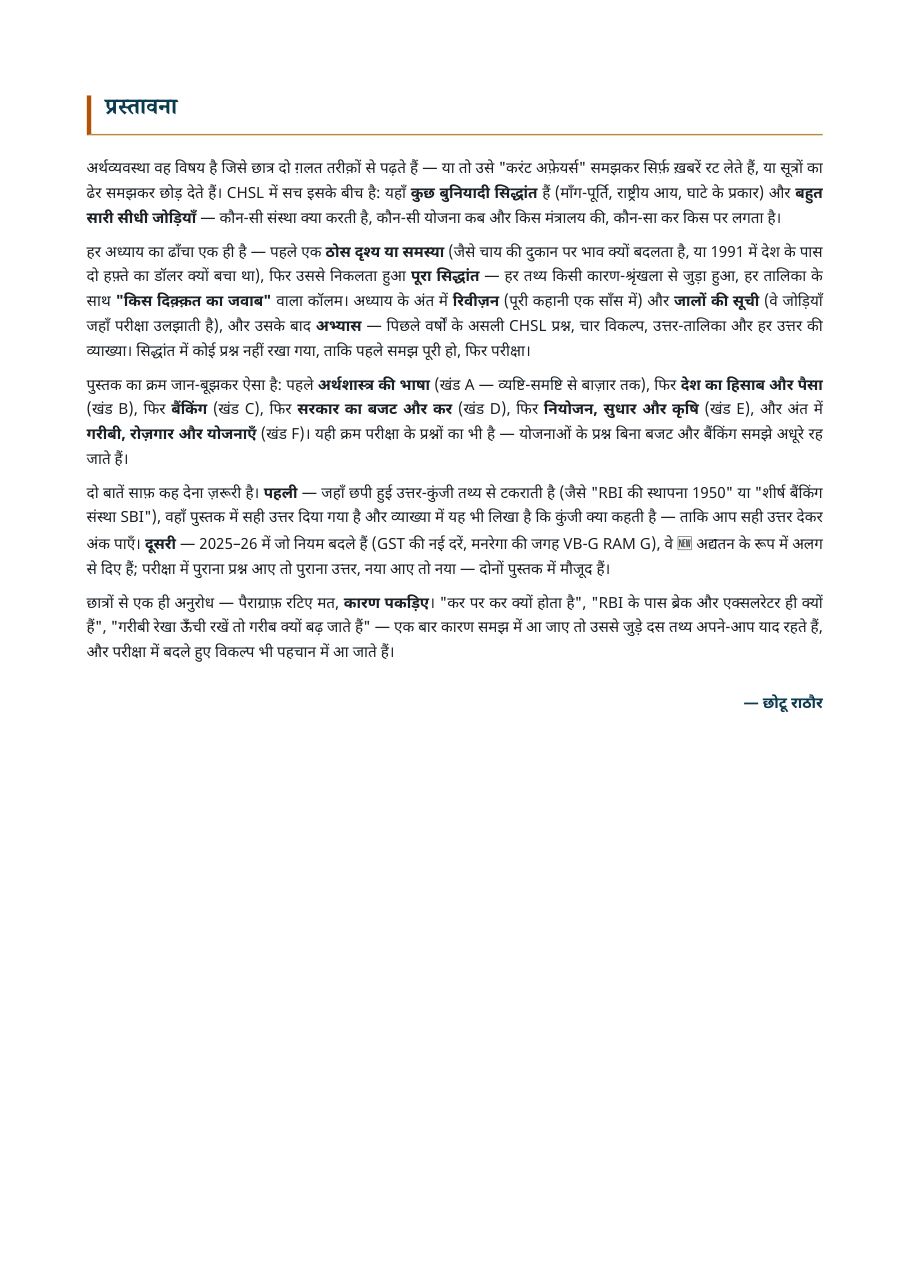 प्रस्तावना
अर्थव्यवस्था वह विषय है जिसे छात्र दो ग़लत तरीक़ों से पढ़ते हैं — या तो उसे "करंट अफ़ेयर्स" समझकर सिर्फ़ ख़बरें रट लेते हैं, या सूत्रों का
ढेर समझकर छोड़ देते हैं। CHSL में सच इसके बीच है: यहाँ कुछ बुनियादी सिद्धांत हैं (माँग-पूर्ति, राष्ट्रीय आय, घाटे के प्रकार) और बहुत
सारी सीधी जोड़ियाँ — कौन-सी संस्था क्या करती है, कौन-सी योजना कब और किस मंत्रालय की, कौन-सा कर किस पर लगता है।
हर अध्याय का ढाँचा एक ही है — पहले एक ठोस दृश्य या समस्या (जैसे चाय की दुकान पर भाव क्यों बदलता है, या 1991 में देश के पास
दो हफ़्ते का डॉलर क्यों बचा था), फिर उससे निकलता हुआ पूरा सिद्धांत — हर तथ्य किसी कारण-श्रृंखला से जुड़ा हुआ, हर तालिका के
साथ "किस दिक़्क़त का जवाब" वाला कॉलम। अध्याय के अंत में रिवीज़न (पूरी कहानी एक साँस में) और जालों की सूची (वे जोड़ियाँ
जहाँ परीक्षा उलझाती है), और उसके बाद अभ्यास — पिछले वर्षों के असली CHSL प्रश्न, चार विकल्प, उत्तर-तालिका और हर उत्तर की
व्याख्या। सिद्धांत में कोई प्रश्न नहीं रखा गया, ताकि पहले समझ पूरी हो, फिर परीक्षा।
पुस्तक का क्रम जान-बूझकर ऐसा है: पहले अर्थशास्त्र की भाषा (खंड A — व्यष्टि-समष्टि से बाज़ार तक), फिर देश का हिसाब और पैसा
(खंड B), फिर बैंकिंग (खंड C), फिर सरकार का बजट और कर (खंड D), फिर नियोजन, सुधार और कृषि (खंड E), और अंत में
गरीबी, रोज़गार और योजनाएँ (खंड F)। यही क्रम परीक्षा के प्रश्नों का भी है — योजनाओं के प्रश्न बिना बजट और बैंकिंग समझे अधूरे रह
जाते हैं।
दो बातें साफ़ कह देना ज़रूरी है। पहली — जहाँ छपी हुई उत्तर-कुंजी तथ्य से टकराती है (जैसे "RBI की स्थापना 1950" या "शीर्ष बैंकिंग
संस्था SBI"), वहाँ पुस्तक में सही उत्तर दिया गया है और व्याख्या में यह भी लिखा है कि कुंजी क्या कहती है — ताकि आप सही उत्तर देकर
अंक पाएँ। दूसरी — 2025–26 में जो नियम बदले हैं (GST की नई दरें, मनरेगा की जगह VB-G RAM G), वे 🆕 अद्यतन के रूप में अलग
से दिए हैं; परीक्षा में पुराना प्रश्न आए तो पुराना उत्तर, नया आए तो नया — दोनों पुस्तक में मौजूद हैं।
छात्रों से एक ही अनुरोध — पैराग्राफ़ रटिए मत, कारण पकड़िए। "कर पर कर क्यों होता है", "RBI के पास ब्रेक और एक्सलरेटर ही क्यों
हैं", "गरीबी रेखा ऊँची रखें तो गरीब क्यों बढ़ जाते हैं" — एक बार कारण समझ में आ जाए तो उससे जुड़े दस तथ्य अपने-आप याद रहते हैं,
और परीक्षा में बदले हुए विकल्प भी पहचान में आ जाते हैं।
— छोटू राठौर